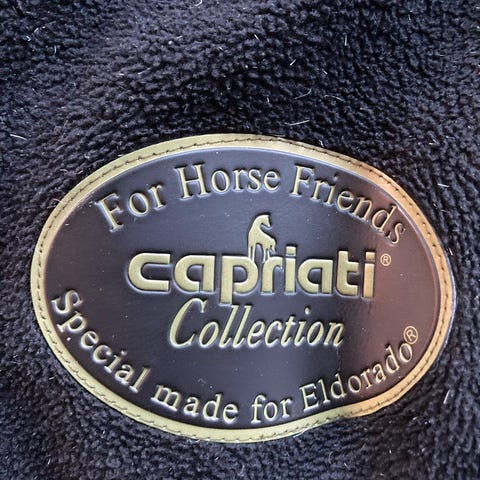 For Horse Friends
capriati®
Collection
Special made for Eldorado®